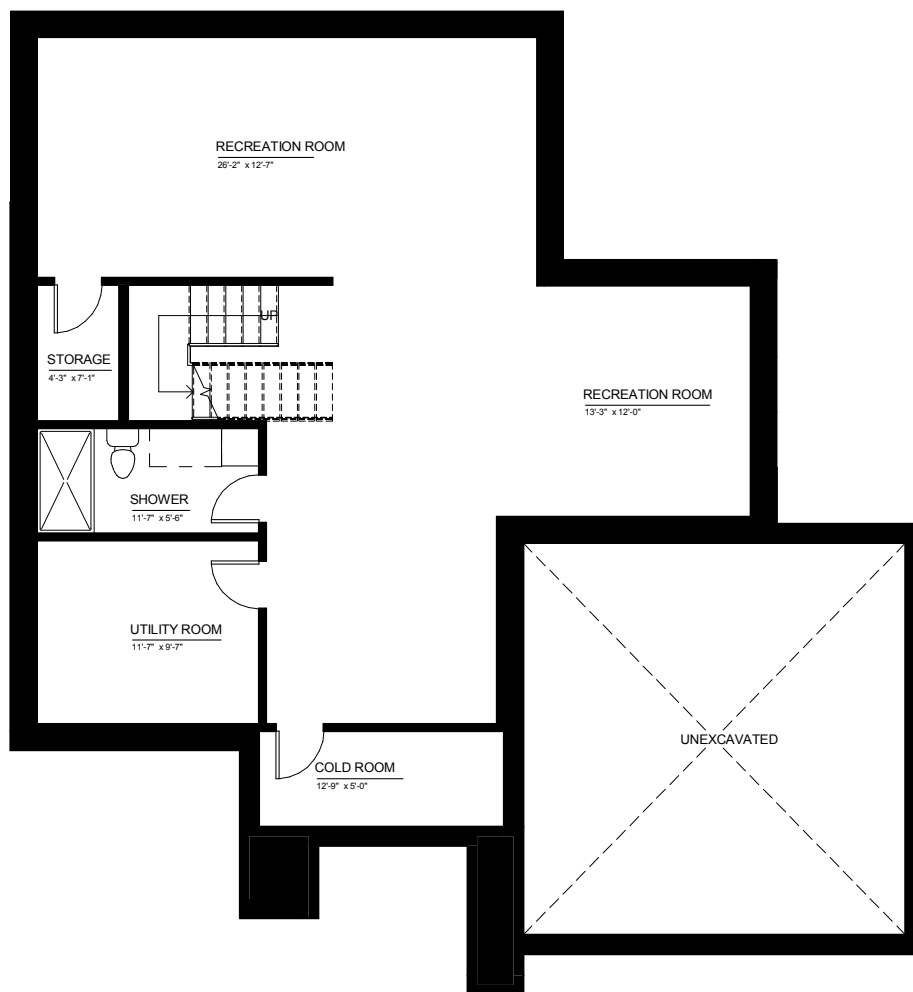 RECREATION ROOM
26'-2" x 12'-7"
UP
STORAGE
4'-3" x 7'-1"
RECREATION ROOM
13'-3" x 12'-0"
SHOWER
11'-7" x 5'-6"
UTILITY ROOM
11'-7" x 9'-7"
UNEXCAVATED
COLD ROOM
12'-9" x 5'-0"